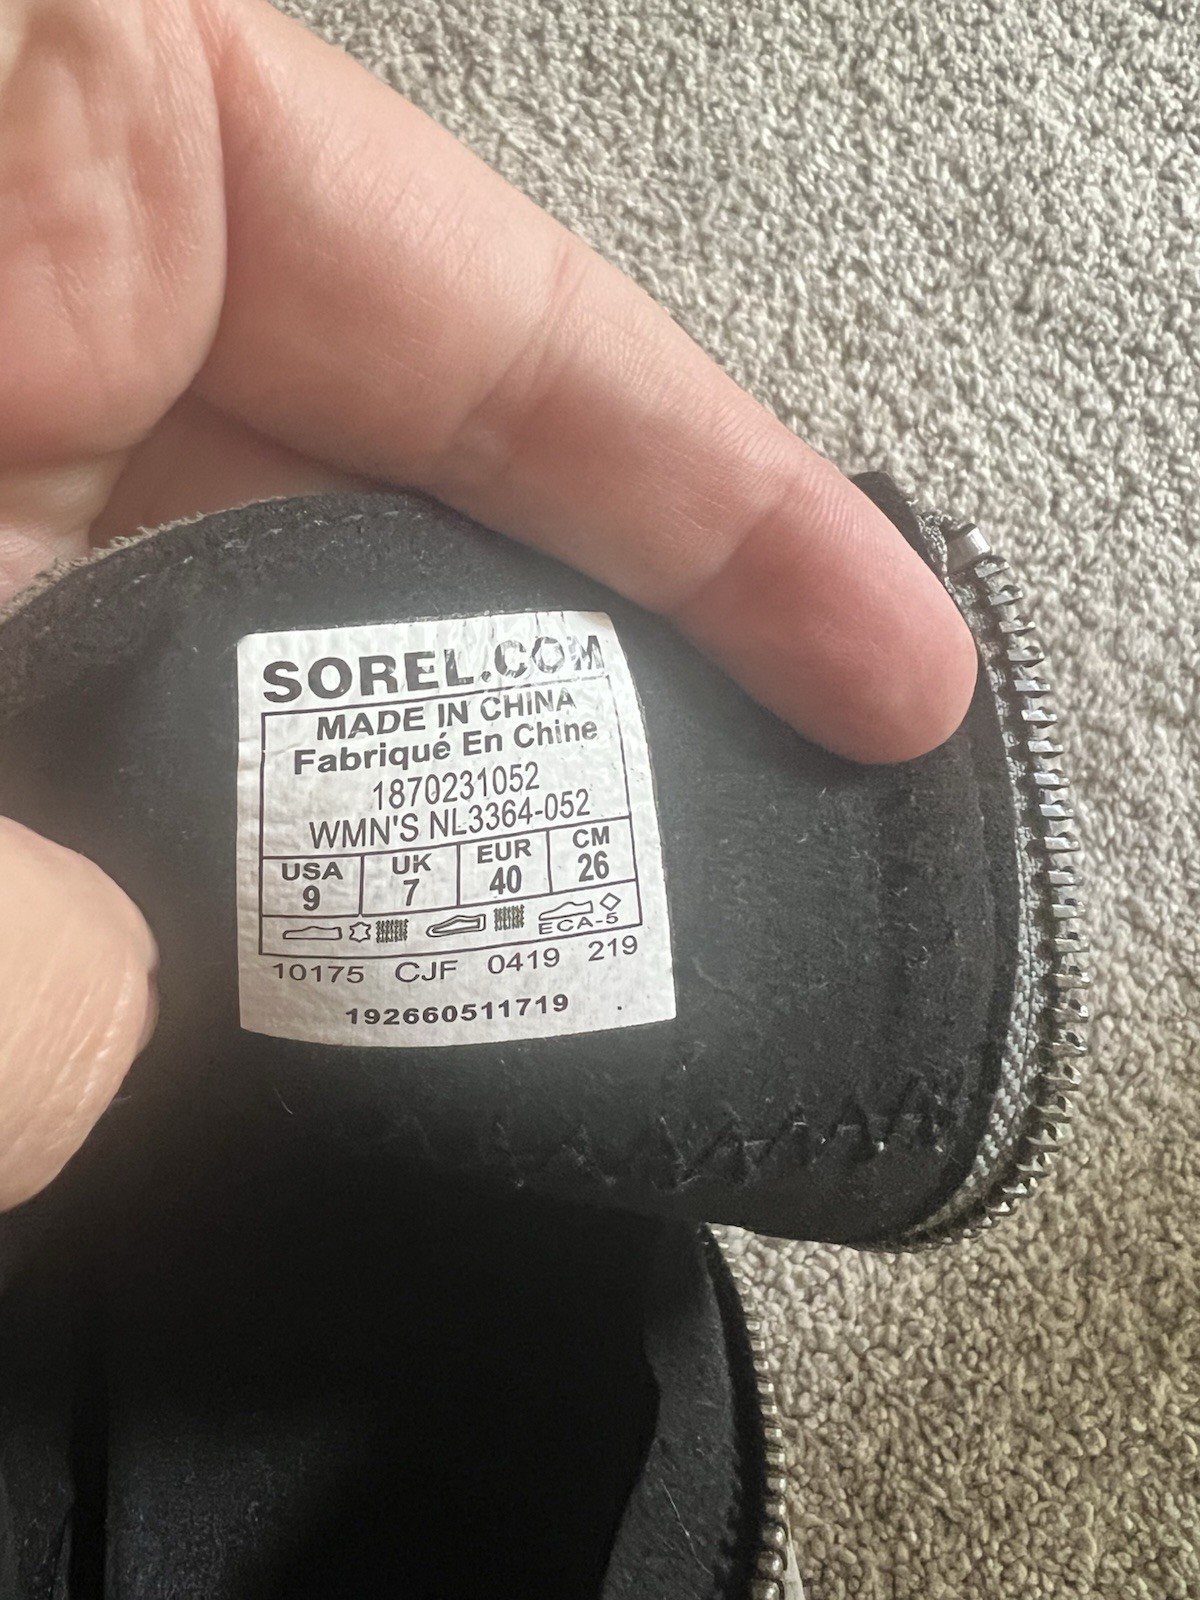 SOREL.COM
MADE IN CHINA
Fabriqué En Chine
1870231052
WMN'S NL3364-052
USA UK EUR CM
9 7 40 26
ECA-5
10175 CJF 0419 219
192660511719